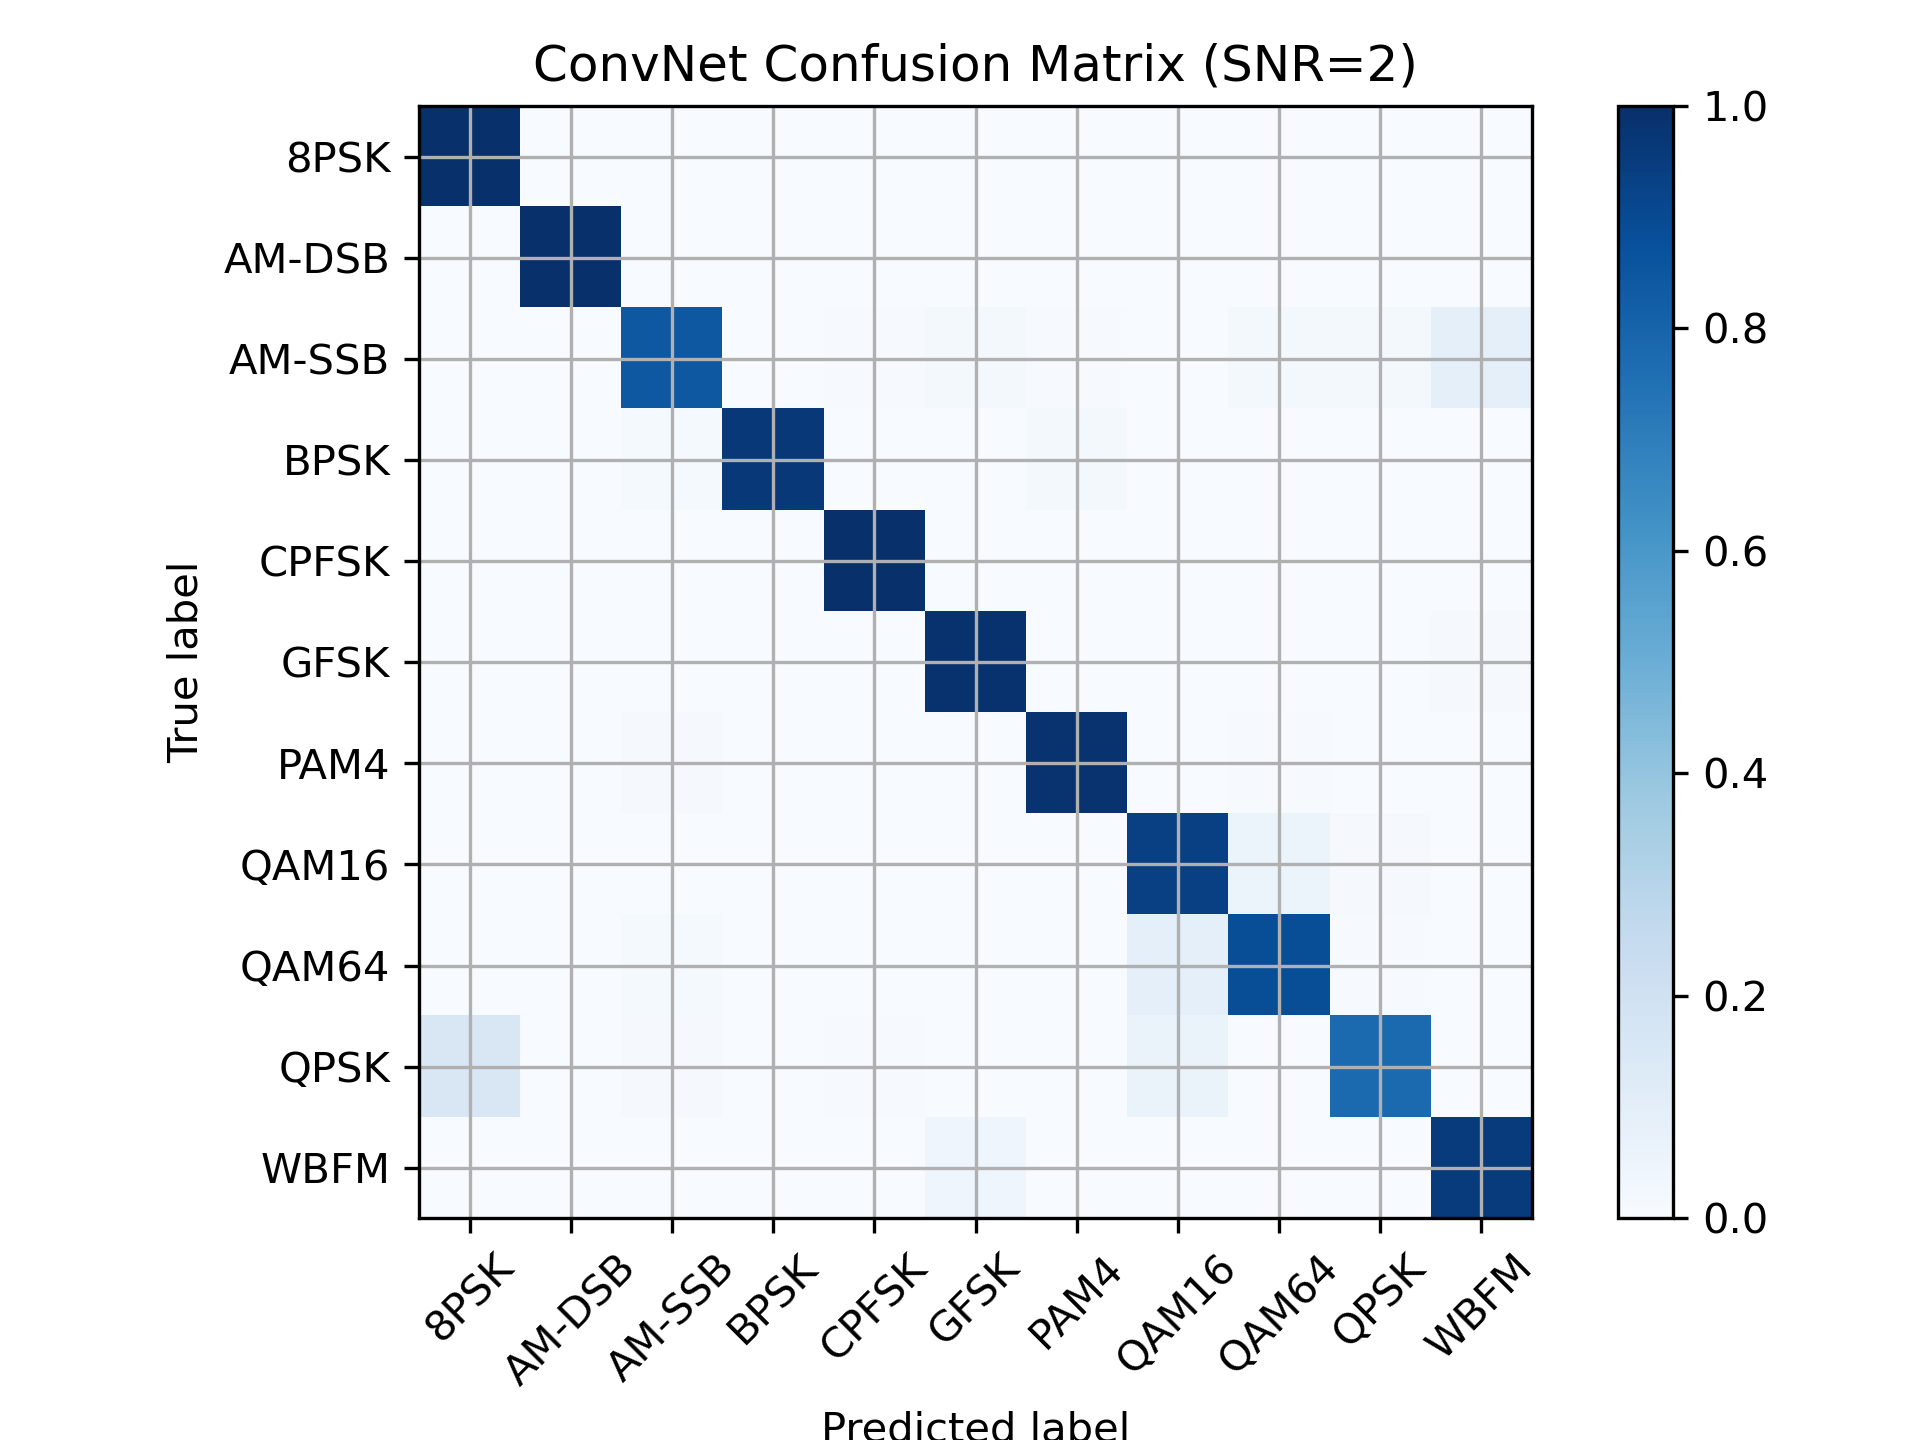 ConvNet Confusion Matrix (SNR=2)
True label
8PSK
AM-DSB
AM-SSB
BPSK
CPFSK
GFSK
PAM4
QAM16
QAM64
QPSK
WBFM
8PSK
AM-DSB
AM-SSB
BPSK
CPFSK
GFSK
PAM4
QAM16
QAM64
QPSK
WBFM
Predicted label
1.0
0.8
0.6
0.4
0.2
0.0